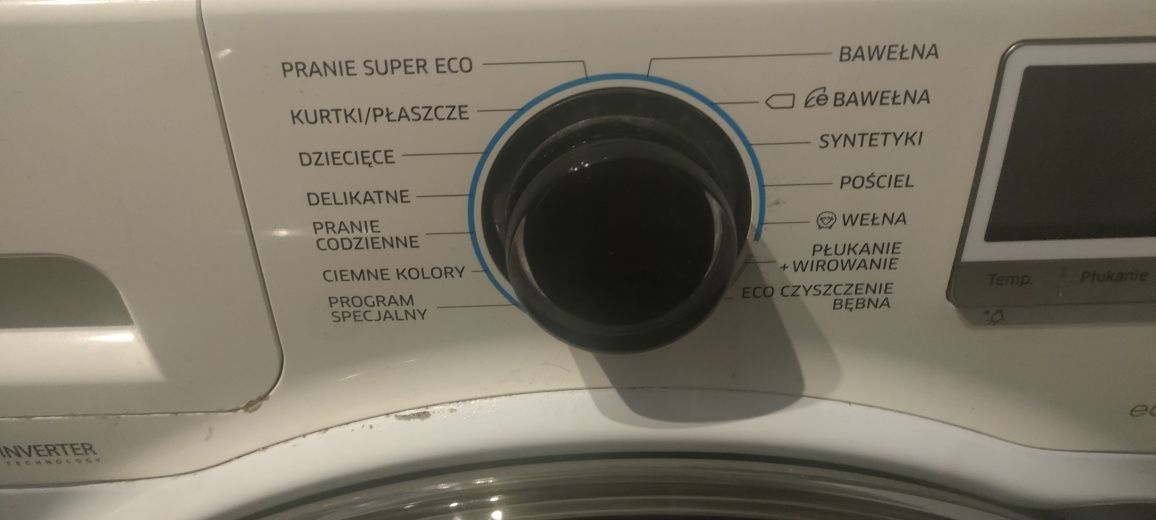 PRANIE SUPER ECO
KURTKI/PŁASZCZE
DZIECIĘCE
DELIKATNE
PRANIE
CODZIENNE
CIEMNE KOLORY
PROGRAM
SPECJALNY
BAWEŁNA
BAWEŁNA
SYNTETYKI
POŚCIEL
WEŁNA
PŁUKANIE
+WIROWANIE
ECO CZYSZCZENIE
BĘBNA
Temp.
Płukanie
INVERTER
TECHNOLOGY